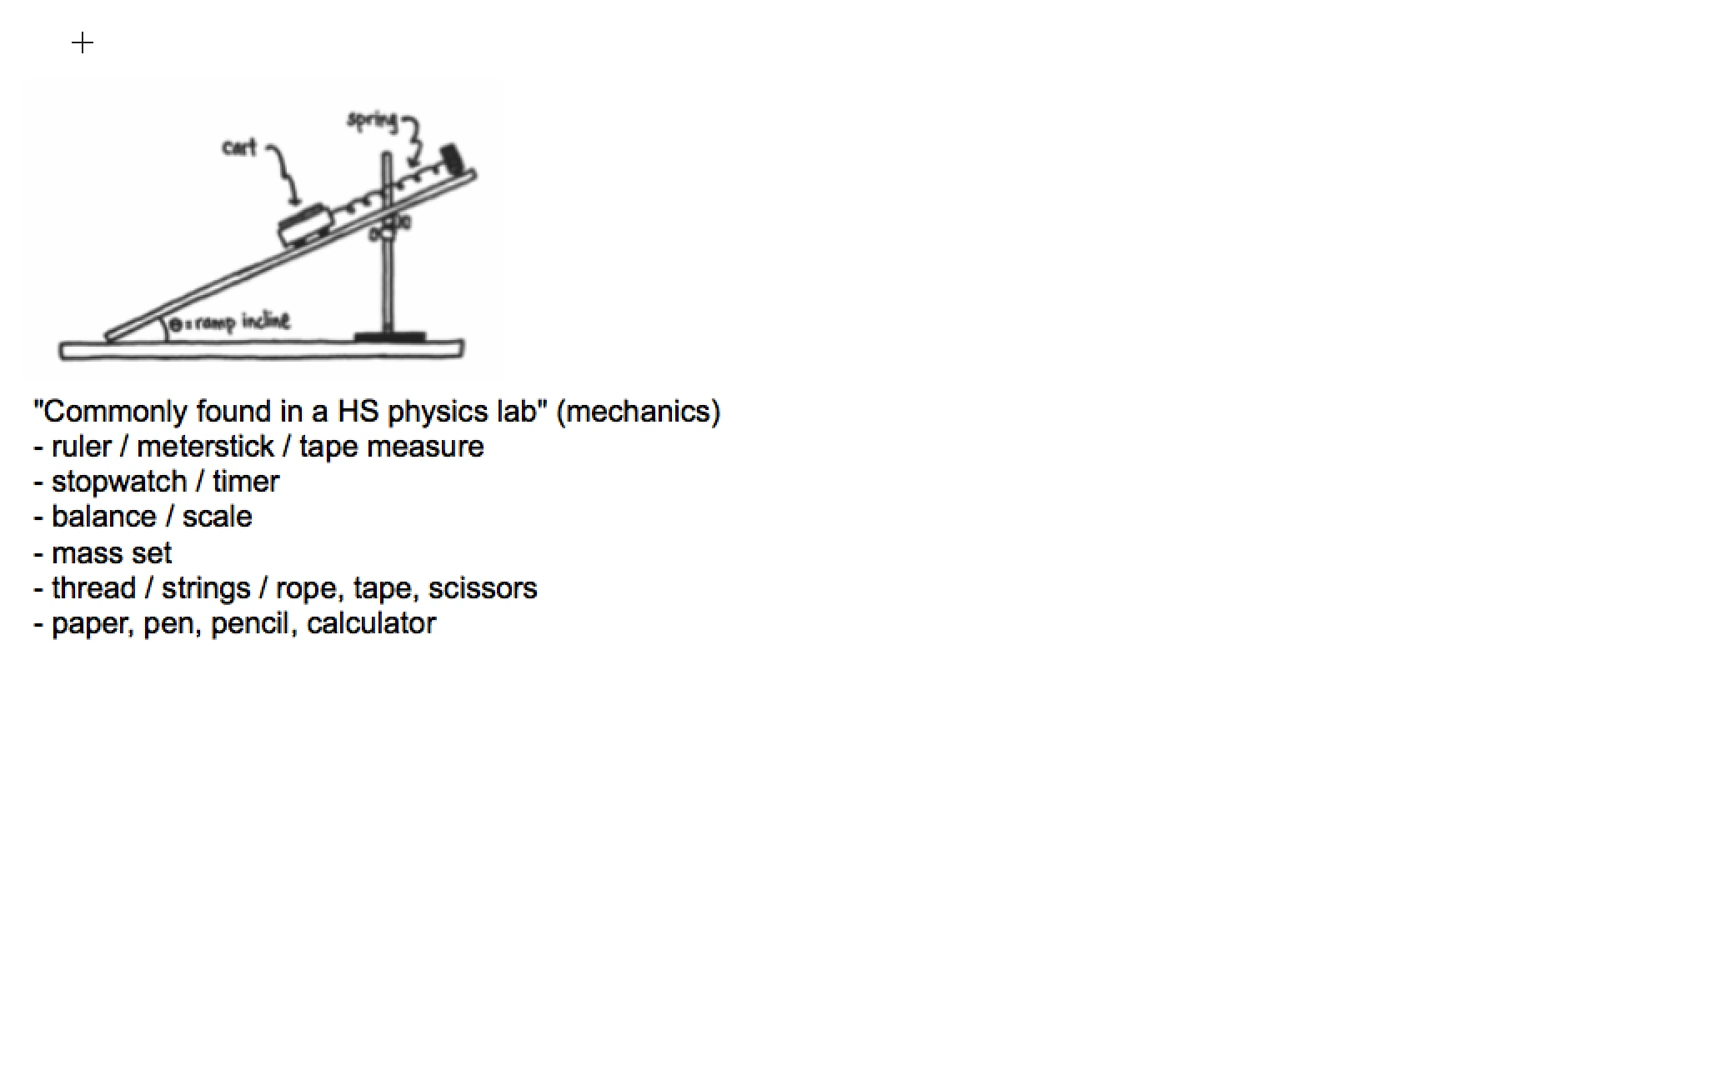 spring
cart
θ = ramp incline
"Commonly found in a HS physics lab" (mechanics)
- ruler / meterstick / tape measure
- stopwatch / timer
- balance / scale
- mass set
- thread / strings / rope, tape, scissors
- paper, pen, pencil, calculator